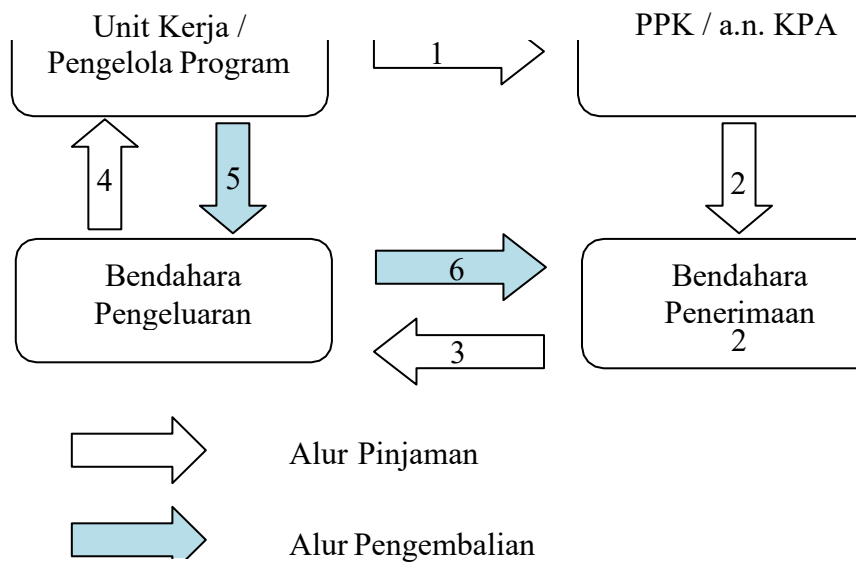 Unit Kerja /
Pengelola Program
1
PPK / a.n. KPA
4
5
2
Bendahara
Pengeluaran
6
3
Bendahara
Penerimaan
2
Alur Pinjaman
Alur Pengembalian